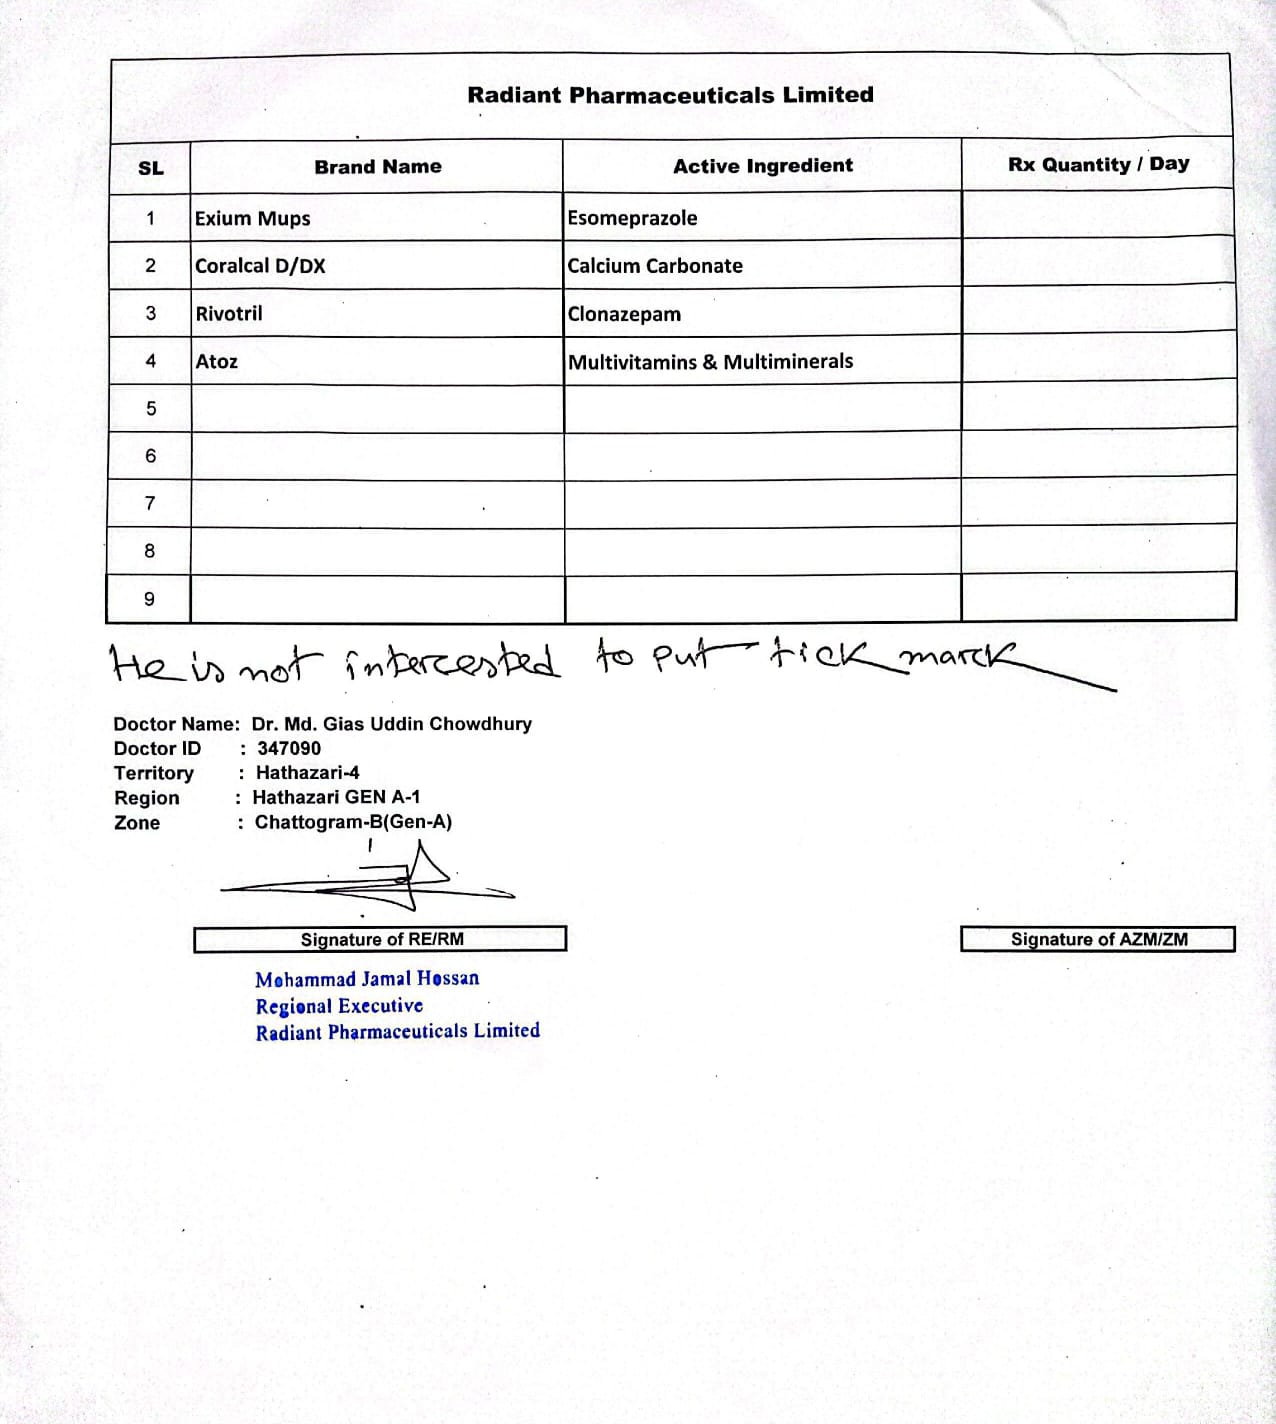 Radiant Pharmaceuticals Limited
SL Brand Name Active Ingredient Rx Quantity / Day
1 Exium Mups Esomeprazole
2 Coralcal D/DX Calcium Carbonate
3 Rivotril Clonazepam
4 Atoz Multivitamins & Multiminerals
5
6
7
8
9
He is not interested to put tick mark
Doctor Name: Dr. Md. Gias Uddin Chowdhury
Doctor ID : 347090
Territory : Hathazari-4
Region : Hathazari GEN A-1
Zone : Chattogram-B(Gen-A)
Signature of RE/RM Signature of AZM/ZM
Mohammad Jamal Hossan
Regional Executive
Radiant Pharmaceuticals Limited